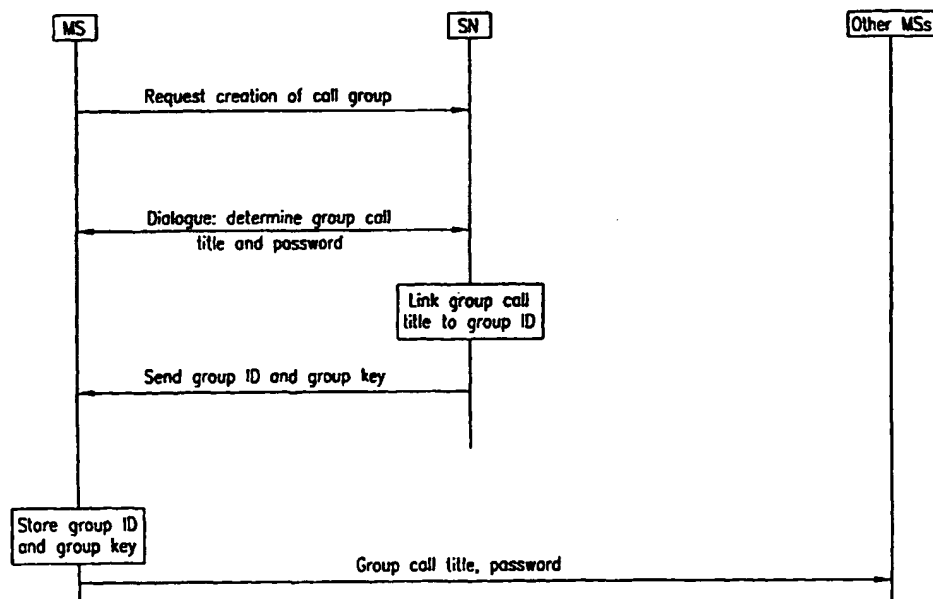 MS
SN
Other MSs
Request creation of call group
Dialogue: determine group call
title and password
Link group call
title to group ID
Send group ID and group key
Store group ID
and group key
Group call title, password